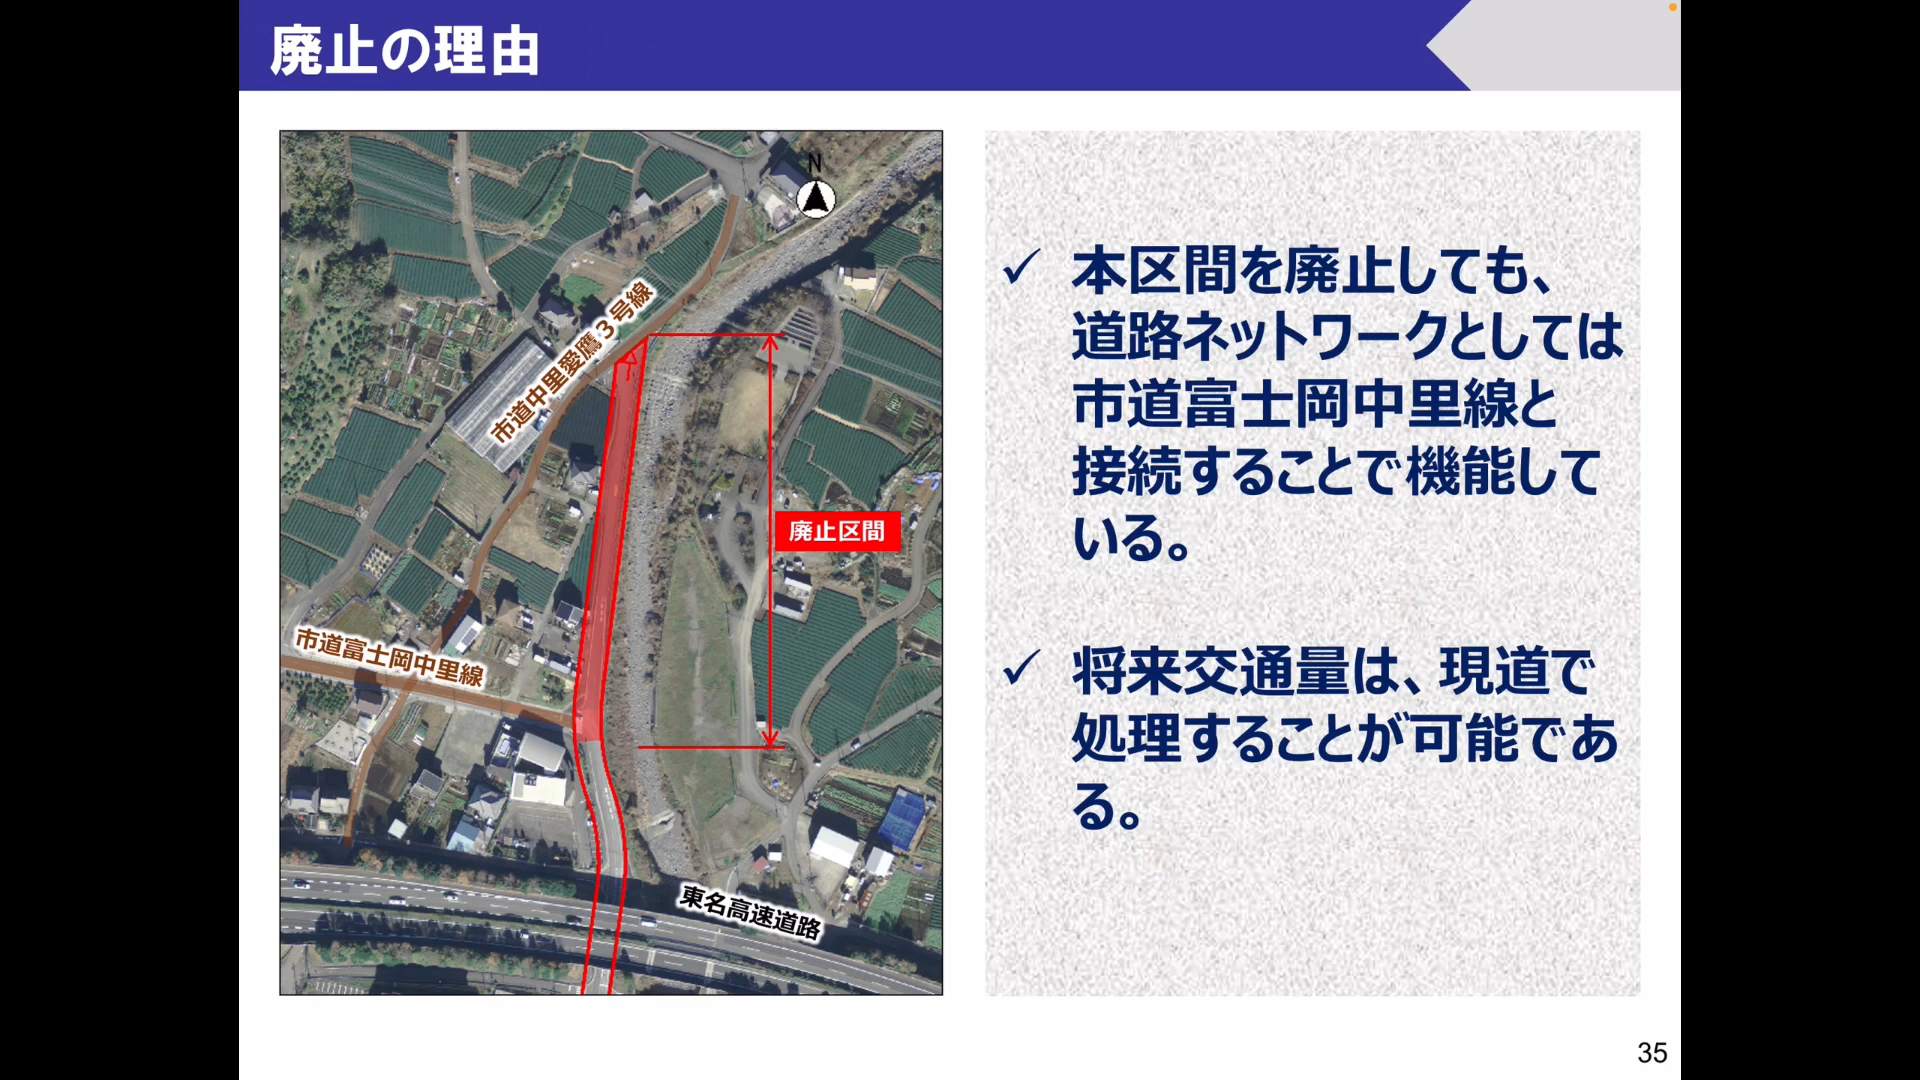 廃止の理由
N
市道中里愛鷹３号線
廃止区間
市道富士岡中里線
東名高速道路
✓ 本区間を廃止しても、
道路ネットワークとしては
市道富士岡中里線と
接続することで機能して
いる。
✓ 将来交通量は、現道で
処理することが可能であ
る。
35